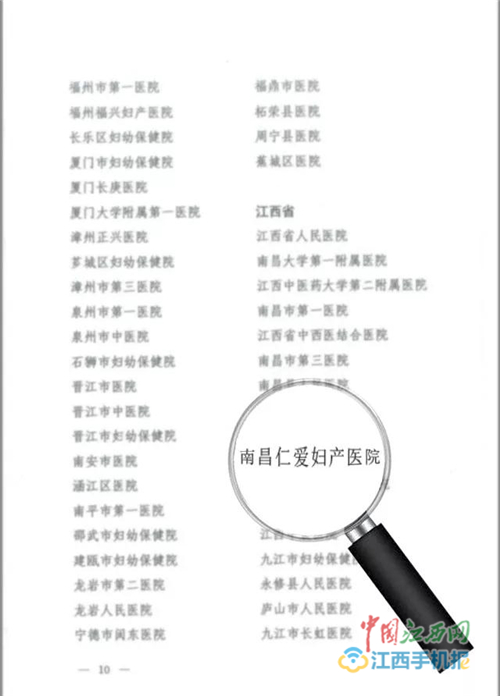 福州市第一医院
福州福兴妇产医院
长乐区妇幼保健院
厦门市妇幼保健院
厦门长庚医院
厦门大学附属第一医院
漳州正兴医院
芗城区妇幼保健院
漳州市第三医院
泉州市第一医院
泉州市中医院
石狮市妇幼保健院
晋江市医院
晋江市中医院
晋江市妇幼保健院
南安市医院
涵江区医院
南平市第一医院
邵武市妇幼保健院
建瓯市妇幼保健院
龙岩市第二医院
龙岩人民医院
宁德市闽东医院
福鼎市医院
柘荣县医院
周宁县医院
蕉城区医院
江西省
江西省人民医院
南昌大学第一附属医院
江西中医药大学第二附属医院
南昌市第一医院
江西省中西医结合医院
南昌市第三医院
南昌
南昌仁爱妇产医院
江西
九江市妇幼保健院
永修县人民医院
庐山市人民医院
九江市长虹医院
— 10 —
中国江西网
江西手机报